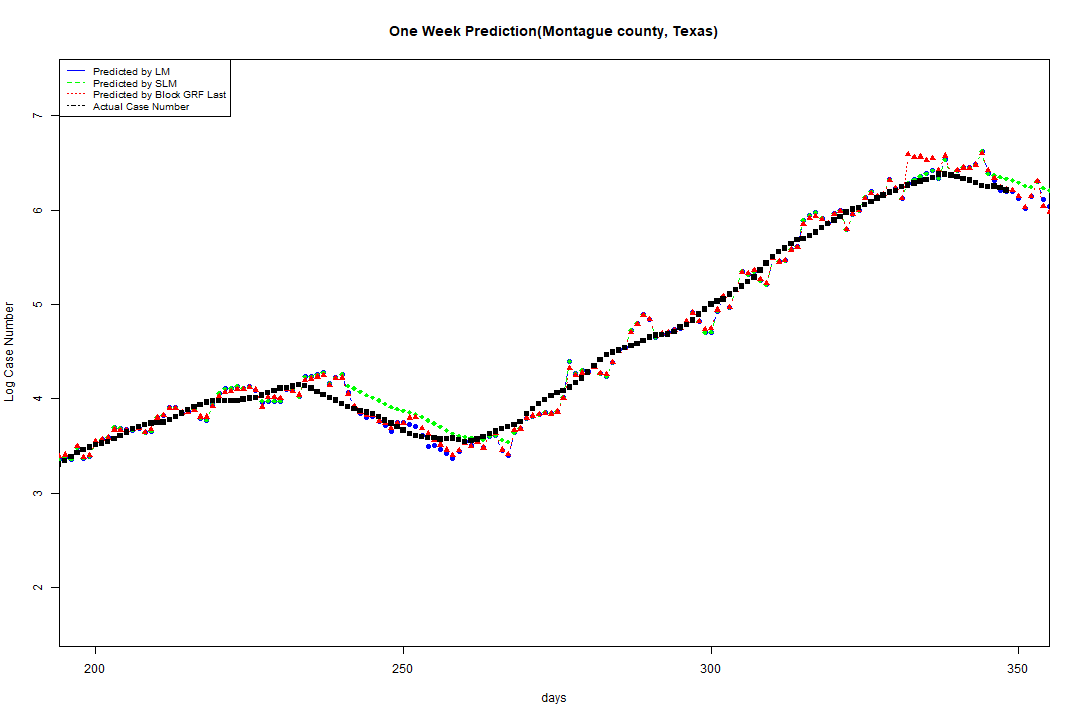 One Week Prediction(Montague county, Texas)
Predicted by LM
Predicted by SLM
Predicted by Block GRF Last
Actual Case Number
7
6
5
4
3
2
Log Case Number
200 250 300 350
days